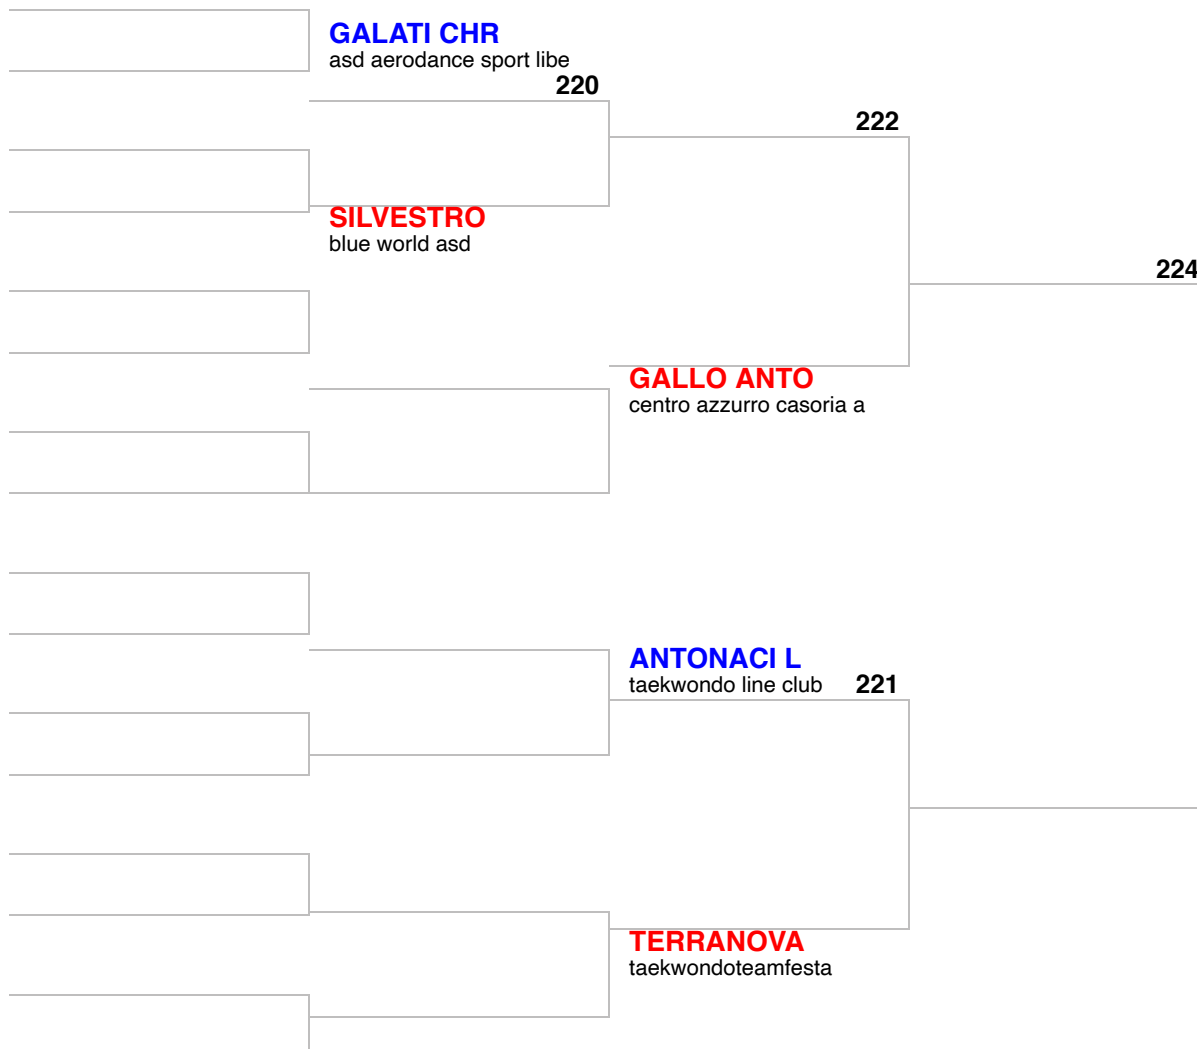 GALATI CHR
asd aerodance sport libe
220
222
SILVESTRO
blue world asd
224
GALLO ANTO
centro azzurro casoria a
ANTONACI L
taekwondo line club 221
TERRANOVA
taekwondoteamfesta